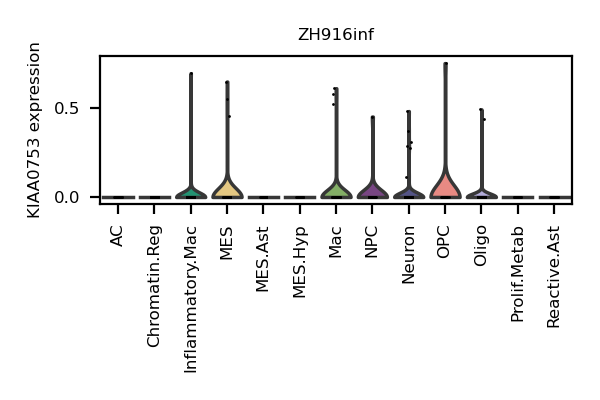 ZH916inf
KIAA0753 expression
0.5
0.0
AC
Chromatin.Reg
Inflammatory.Mac
MES
MES.Ast
MES.Hyp
Mac
NPC
Neuron
OPC
Oligo
Prolif.Metab
Reactive.Ast